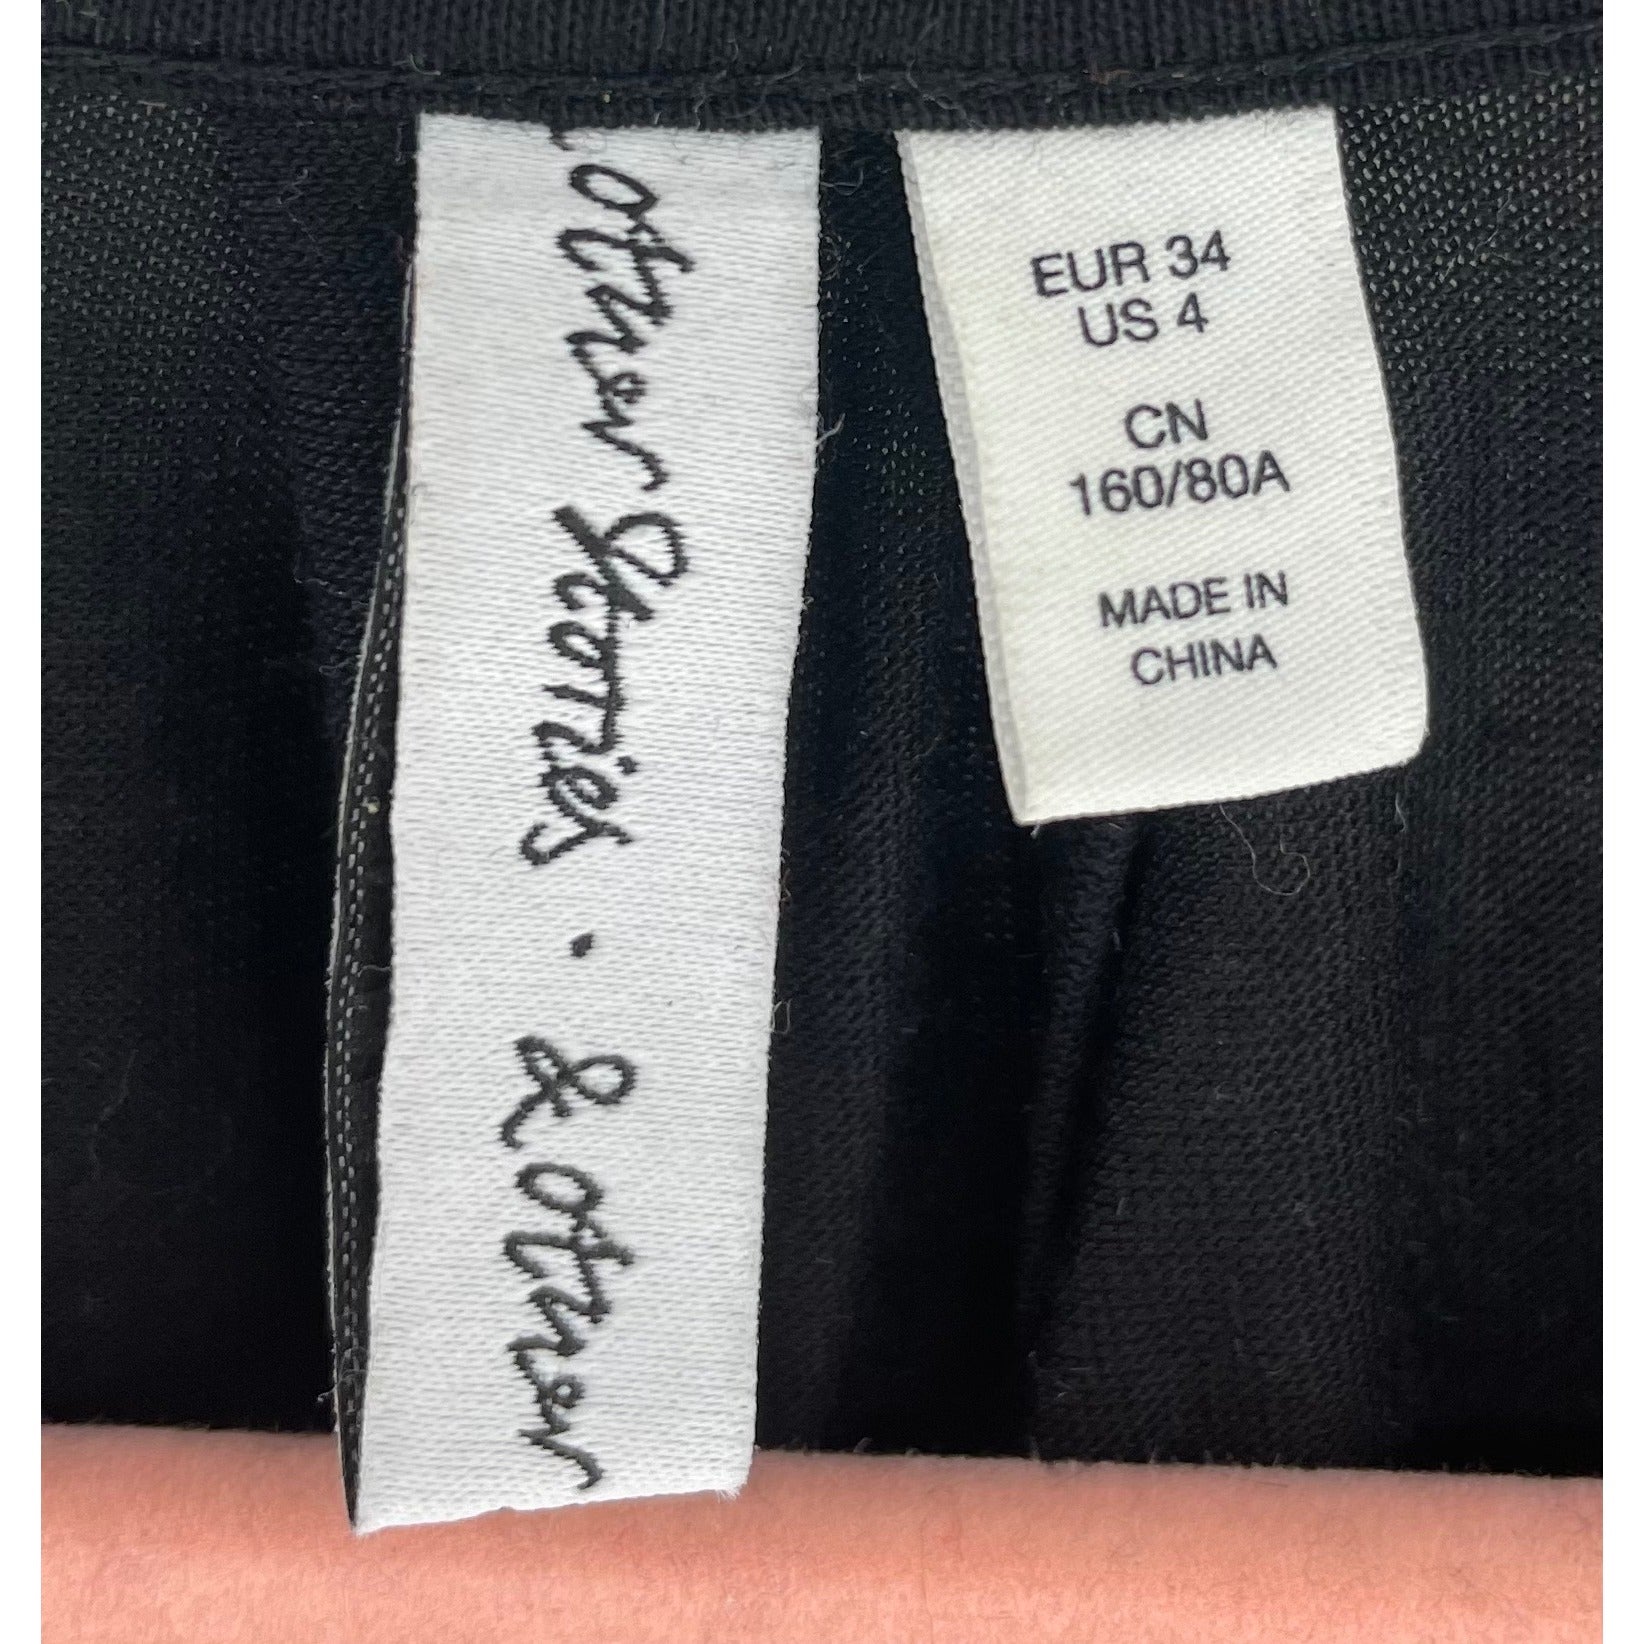 other Stories · & other
EUR 34
US 4
CN
160/80A
MADE IN
CHINA